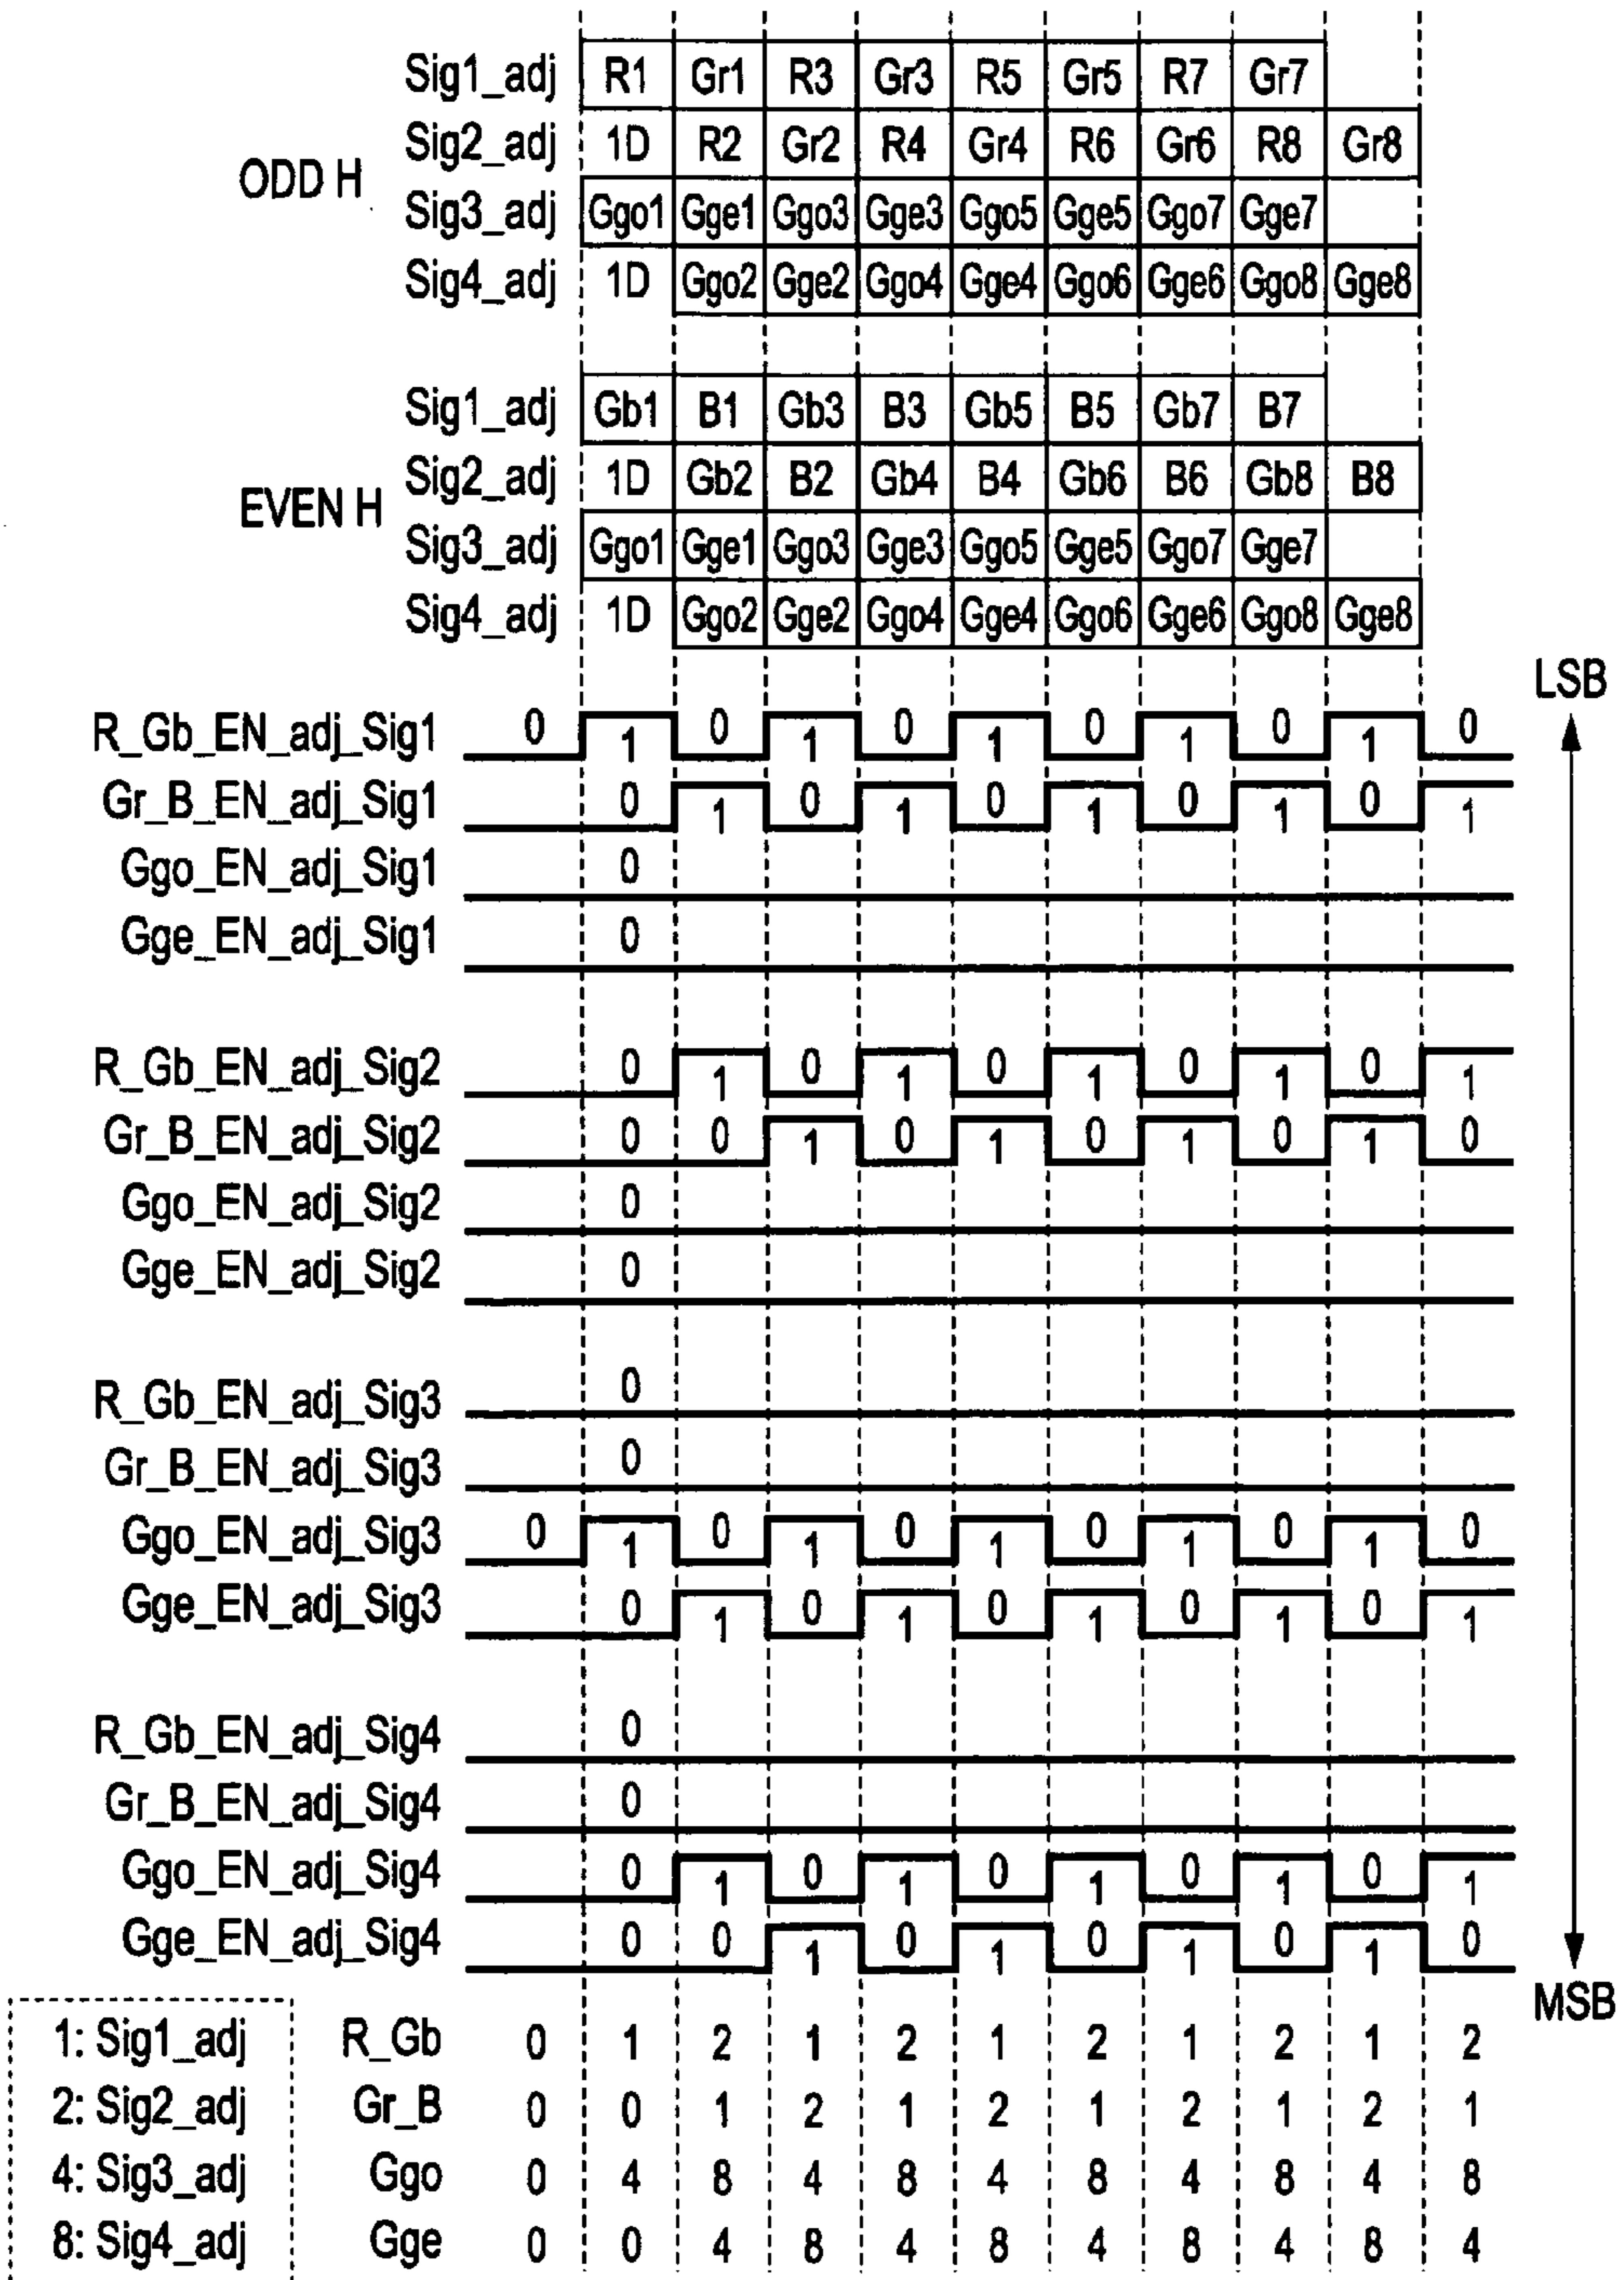 Sig1_adj R1 Gr1 R3 Gr3 R5 Gr5 R7 Gr7
Sig2_adj 1D R2 Gr2 R4 Gr4 R6 Gr6 R8 Gr8
ODD H
Sig3_adj Ggo1 Gge1 Ggo3 Gge3 Ggo5 Gge5 Ggo7 Gge7
Sig4_adj 1D Ggo2 Gge2 Ggo4 Gge4 Ggo6 Gge6 Ggo8 Gge8
Sig1_adj Gb1 B1 Gb3 B3 Gb5 B5 Gb7 B7
Sig2_adj 1D Gb2 B2 Gb4 B4 Gb6 B6 Gb8 B8
EVEN H
Sig3_adj Ggo1 Gge1 Ggo3 Gge3 Ggo5 Gge5 Ggo7 Gge7
Sig4_adj 1D Ggo2 Gge2 Ggo4 Gge4 Ggo6 Gge6 Ggo8 Gge8
LSB
R_Gb_EN_adj_Sig1 0 1 0 1 0 1 0 1 0 1 0
Gr_B_EN_adj_Sig1 0 1 0 1 0 1 0 1 0 1
Ggo_EN_adj_Sig1 0
Gge_EN_adj_Sig1 0
R_Gb_EN_adj_Sig2 0 1 0 1 0 1 0 1 0 1
Gr_B_EN_adj_Sig2 0 0 1 0 1 0 1 0 1 0
Ggo_EN_adj_Sig2 0
Gge_EN_adj_Sig2 0
R_Gb_EN_adj_Sig3 0
Gr_B_EN_adj_Sig3 0
Ggo_EN_adj_Sig3 0 1 0 1 0 1 0 1 0 1 0
Gge_EN_adj_Sig3 0 1 0 1 0 1 0 1 0 1
R_Gb_EN_adj_Sig4 0
Gr_B_EN_adj_Sig4 0
Ggo_EN_adj_Sig4 0 1 0 1 0 1 0 1 0 1
Gge_EN_adj_Sig4 0 0 1 0 1 0 1 0 1 0
MSB
1: Sig1_adj R_Gb 0 1 2 1 2 1 2 1 2 1 2
2: Sig2_adj Gr_B 0 0 1 2 1 2 1 2 1 2 1
4: Sig3_adj Ggo 0 4 8 4 8 4 8 4 8 4 8
8: Sig4_adj Gge 0 0 4 8 4 8 4 8 4 8 4